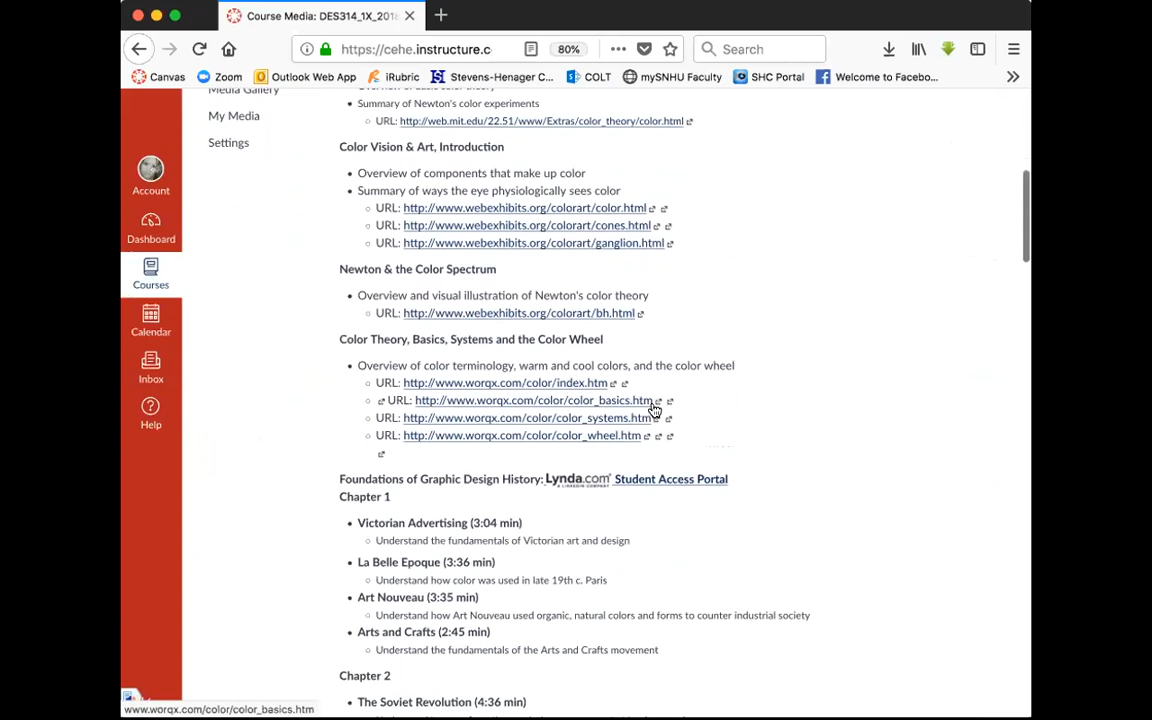 Course Media: DES314_1X_2018
https://cehe.instructure.c
80%
Search
Canvas
Zoom
Outlook Web App
iRubric
Stevens-Henager C...
COLT
mySNHU Faculty
SHC Portal
Welcome to Faceboo...
Media Gallery
My Media
Settings
Account
Dashboard
Courses
Calendar
Inbox
Help
Overview of basic color theory
Summary of Newton's color experiments
URL: http://web.mit.edu/22.51/www/Extras/color_theory/color.html
Color Vision & Art, Introduction
Overview of components that make up color
Summary of ways the eye physiologically sees color
URL: http://www.webexhibits.org/colorart/color.html
URL: http://www.webexhibits.org/colorart/cones.html
URL: http://www.webexhibits.org/colorart/ganglion.html
Newton & the Color Spectrum
Overview and visual illustration of Newton's color theory
URL: http://www.webexhibits.org/colorart/bh.html
Color Theory, Basics, Systems and the Color Wheel
Overview of color terminology, warm and cool colors, and the color wheel
URL: http://www.worqx.com/color/index.htm
URL: http://www.worqx.com/color/color_basics.htm
URL: http://www.worqx.com/color/color_systems.htm
URL: http://www.worqx.com/color/color_wheel.htm
Foundations of Graphic Design History: Lynda.com Student Access Portal
Chapter 1
Victorian Advertising (3:04 min)
Understand the fundamentals of Victorian art and design
La Belle Epoque (3:36 min)
Understand how color was used in late 19th c. Paris
Art Nouveau (3:35 min)
Understand how Art Nouveau used organic, natural colors and forms to counter industrial society
Arts and Crafts (2:45 min)
Understand the fundamentals of the Arts and Crafts movement
Chapter 2
The Soviet Revolution (4:36 min)
www.worqx.com/color/color_basics.htm